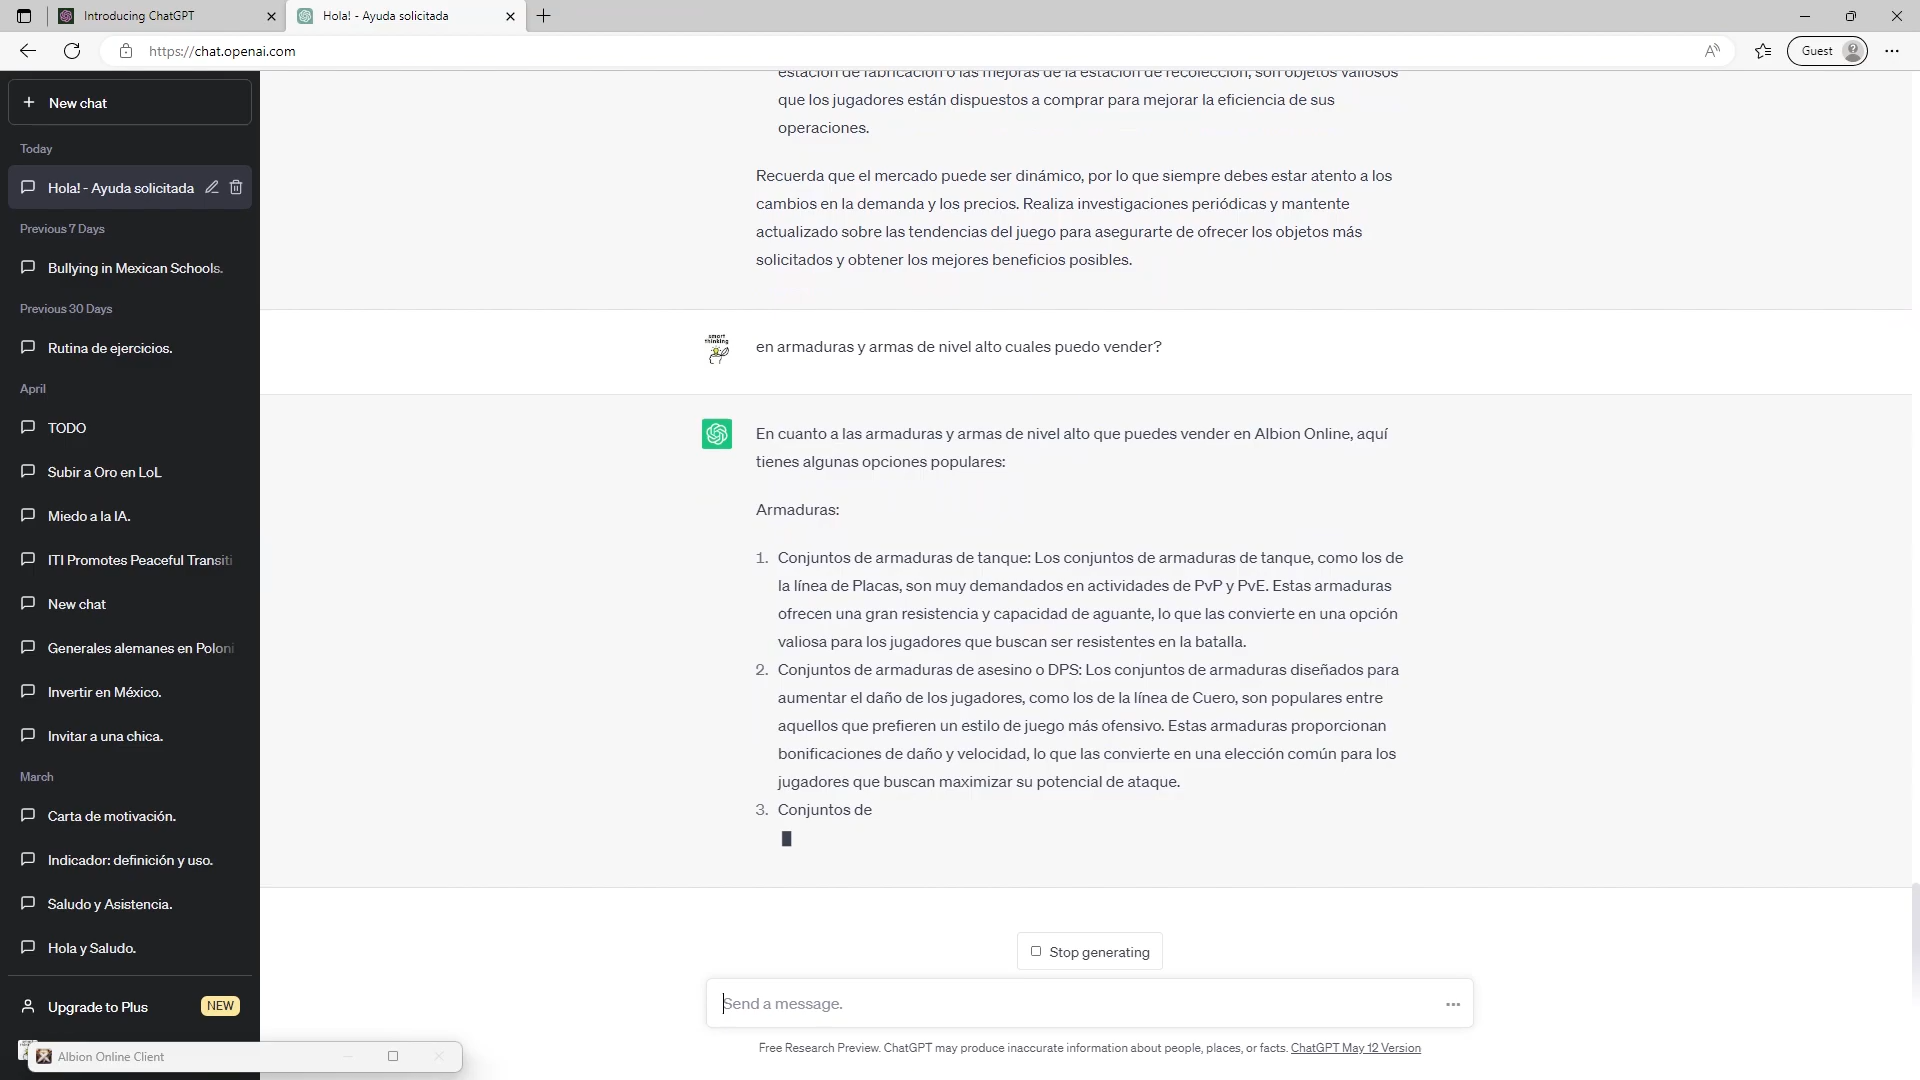 Introducing ChatGPT
Hola! - Ayuda solicitada
https://chat.openai.com
Guest
New chat
Today
Hola! - Ayuda solicitada
Previous 7 Days
Bullying in Mexican Schools.
Previous 30 Days
Rutina de ejercicios.
April
TODO
Subir a Oro en LoL
Miedo a la IA.
ITI Promotes Peaceful Transiti
New chat
Generales alemanes en Poloni
Invertir en México.
Invitar a una chica.
March
Carta de motivación.
Indicador: definición y uso.
Saludo y Asistencia.
Hola y Saludo.
Upgrade to Plus
NEW
Albion Online Client
estación de fabricación o las mejoras de la estación de recolección, son objetos valiosos
que los jugadores están dispuestos a comprar para mejorar la eficiencia de sus
operaciones.
Recuerda que el mercado puede ser dinámico, por lo que siempre debes estar atento a los
cambios en la demanda y los precios. Realiza investigaciones periódicas y mantente
actualizado sobre las tendencias del juego para asegurarte de ofrecer los objetos más
solicitados y obtener los mejores beneficios posibles.
smart
thinking
en armaduras y armas de nivel alto cuales puedo vender?
En cuanto a las armaduras y armas de nivel alto que puedes vender en Albion Online, aquí
tienes algunas opciones populares:
Armaduras:
1. Conjuntos de armaduras de tanque: Los conjuntos de armaduras de tanque, como los de
la línea de Placas, son muy demandados en actividades de PvP y PvE. Estas armaduras
ofrecen una gran resistencia y capacidad de aguante, lo que las convierte en una opción
valiosa para los jugadores que buscan ser resistentes en la batalla.
2. Conjuntos de armaduras de asesino o DPS: Los conjuntos de armaduras diseñados para
aumentar el daño de los jugadores, como los de la línea de Cuero, son populares entre
aquellos que prefieren un estilo de juego más ofensivo. Estas armaduras proporcionan
bonificaciones de daño y velocidad, lo que las convierte en una elección común para los
jugadores que buscan maximizar su potencial de ataque.
3. Conjuntos de
Stop generating
Send a message.
Free Research Preview. ChatGPT may produce inaccurate information about people, places, or facts. ChatGPT May 12 Version